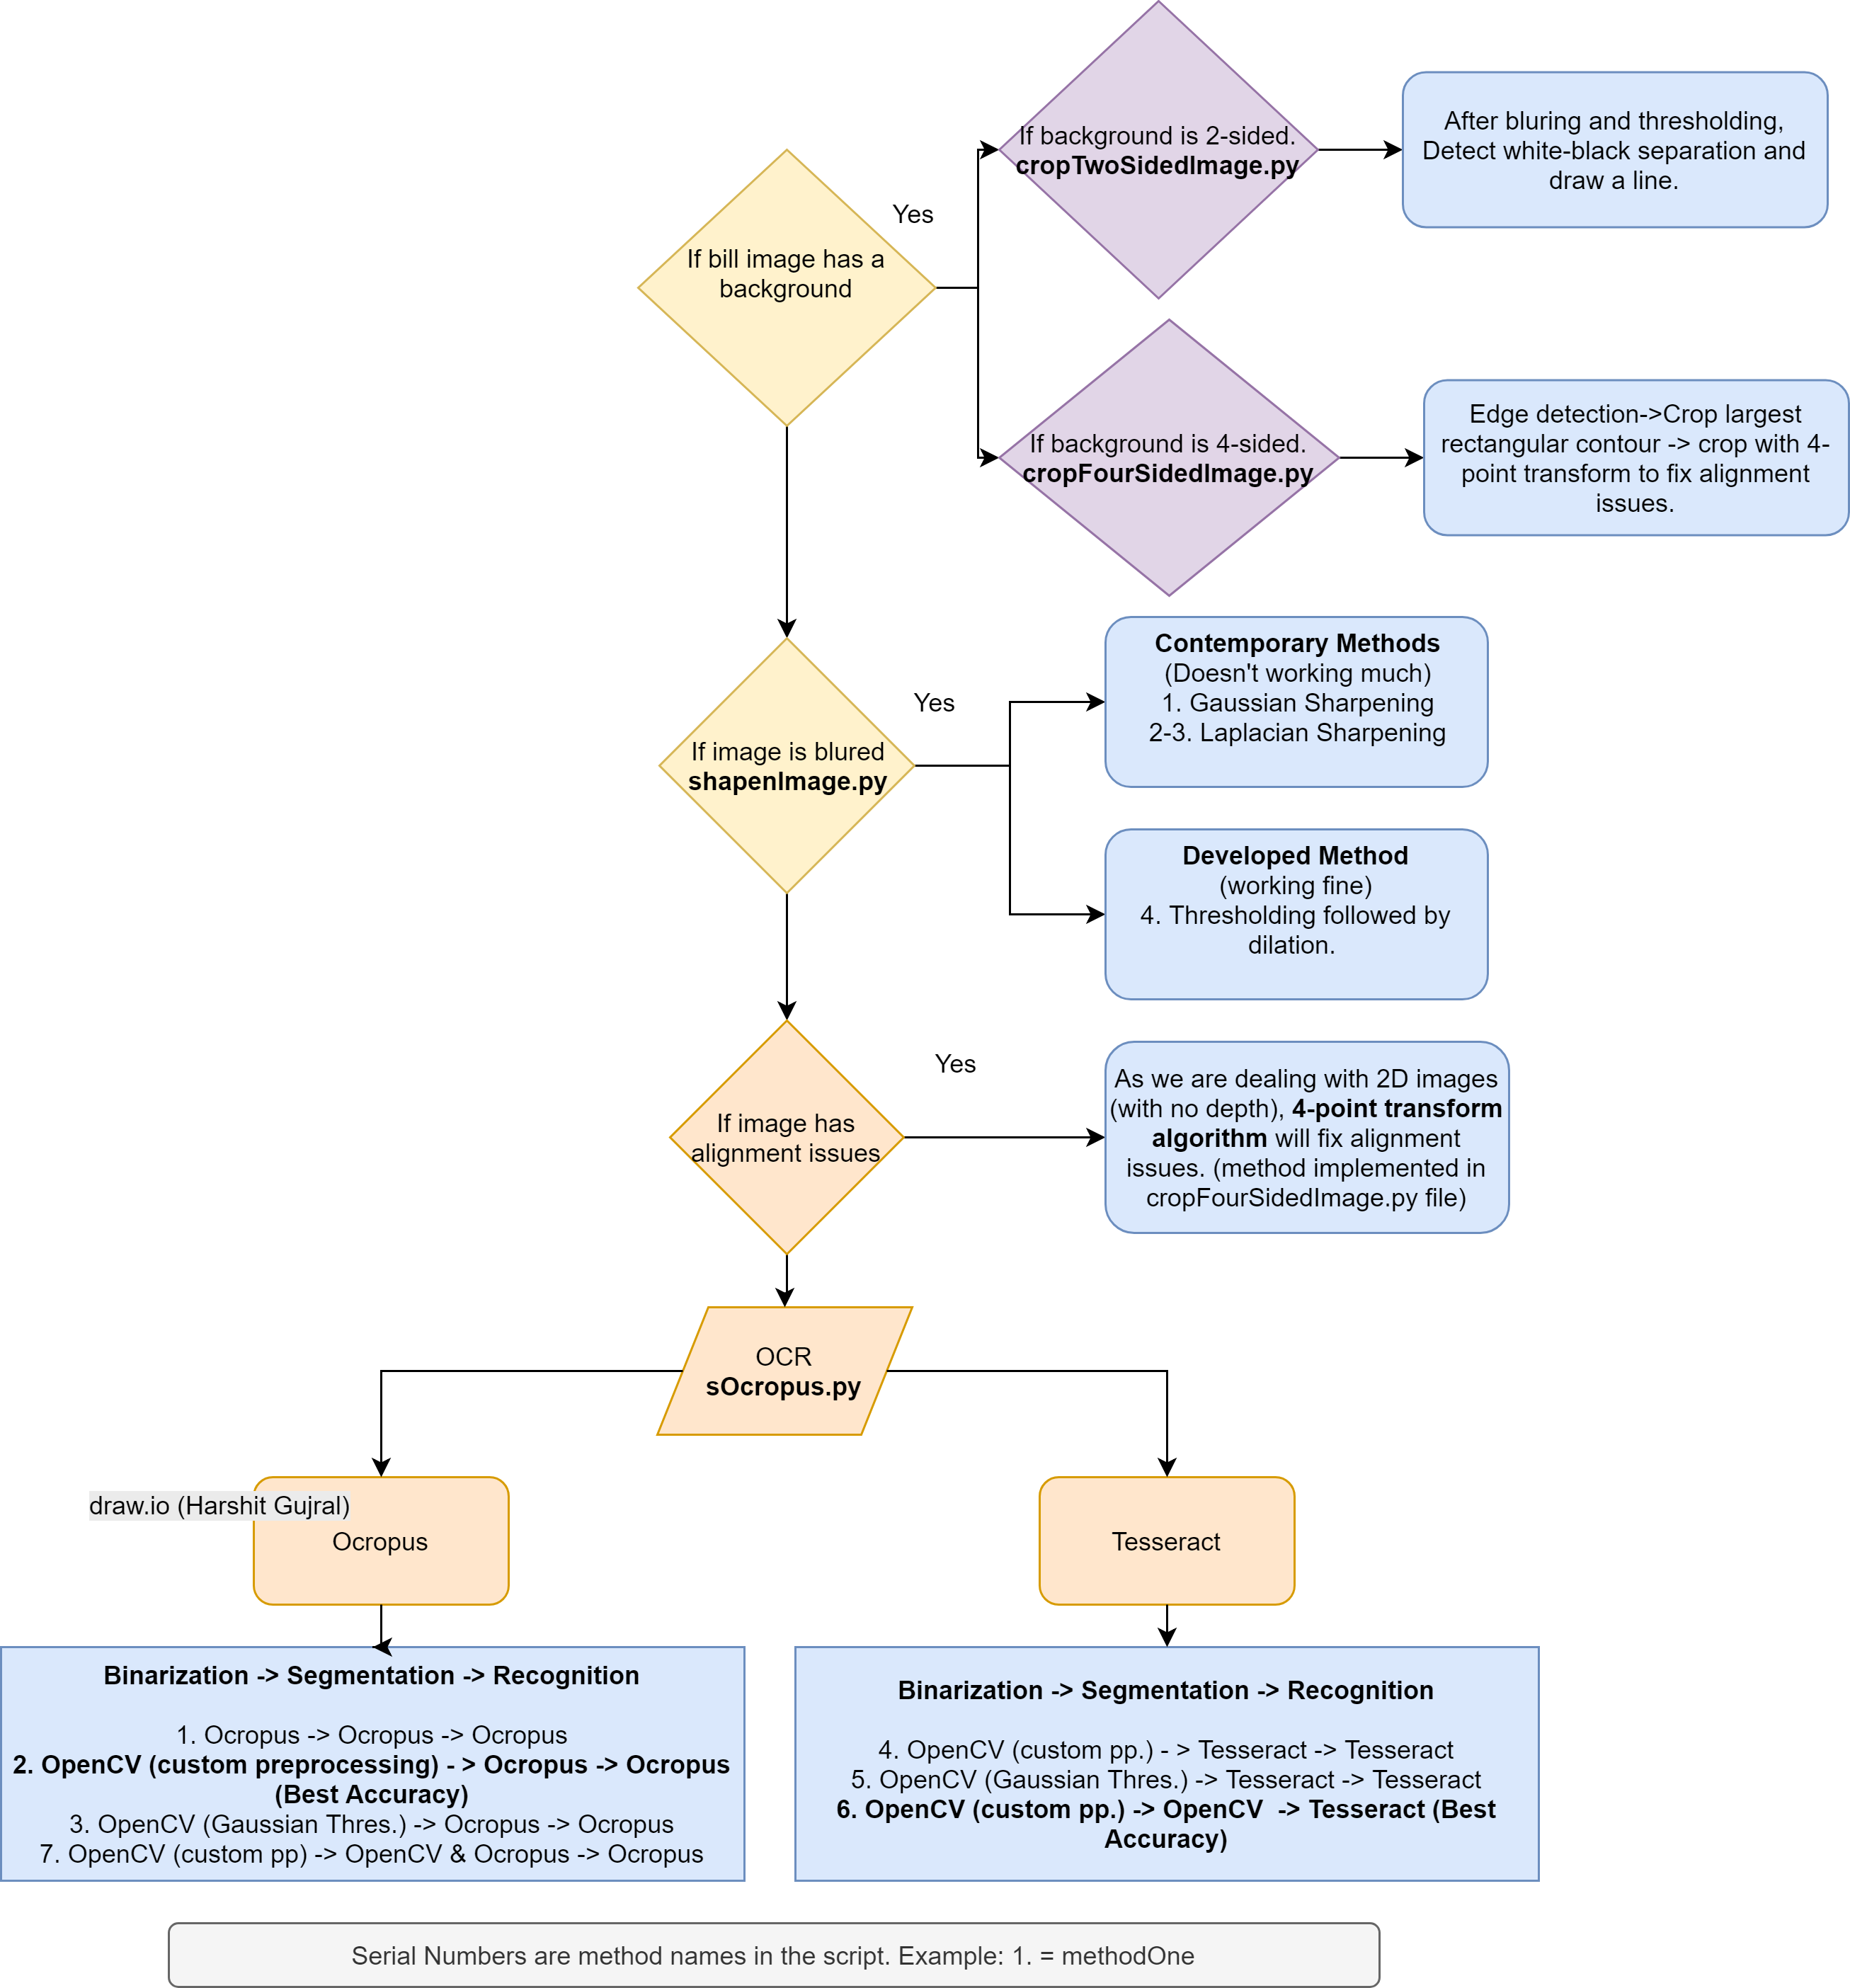 If background is 2-sided.
cropTwoSidedImage.py
After bluring and thresholding,
Detect white-black separation and
draw a line.
Yes
If bill image has a
background
If background is 4-sided.
cropFourSidedImage.py
Edge detection->Crop largest
rectangular contour -> crop with 4-
point transform to fix alignment
issues.
Contemporary Methods
(Doesn't working much)
1. Gaussian Sharpening
2-3. Laplacian Sharpening
Yes
If image is blured
shapenImage.py
Developed Method
(working fine)
4. Thresholding followed by
dilation.
Yes
If image has
alignment issues
As we are dealing with 2D images
(with no depth), 4-point transform
algorithm will fix alignment
issues. (method implemented in
cropFourSidedImage.py file)
OCR
sOcropus.py
draw.io (Harshit Gujral)
Ocropus
Tesseract
Binarization -> Segmentation -> Recognition
1. Ocropus -> Ocropus -> Ocropus
2. OpenCV (custom preprocessing) - > Ocropus -> Ocropus
(Best Accuracy)
3. OpenCV (Gaussian Thres.) -> Ocropus -> Ocropus
7. OpenCV (custom pp) -> OpenCV & Ocropus -> Ocropus
Binarization -> Segmentation -> Recognition
4. OpenCV (custom pp.) - > Tesseract -> Tesseract
5. OpenCV (Gaussian Thres.) -> Tesseract -> Tesseract
6. OpenCV (custom pp.) -> OpenCV  -> Tesseract (Best
Accuracy)
Serial Numbers are method names in the script. Example: 1. = methodOne